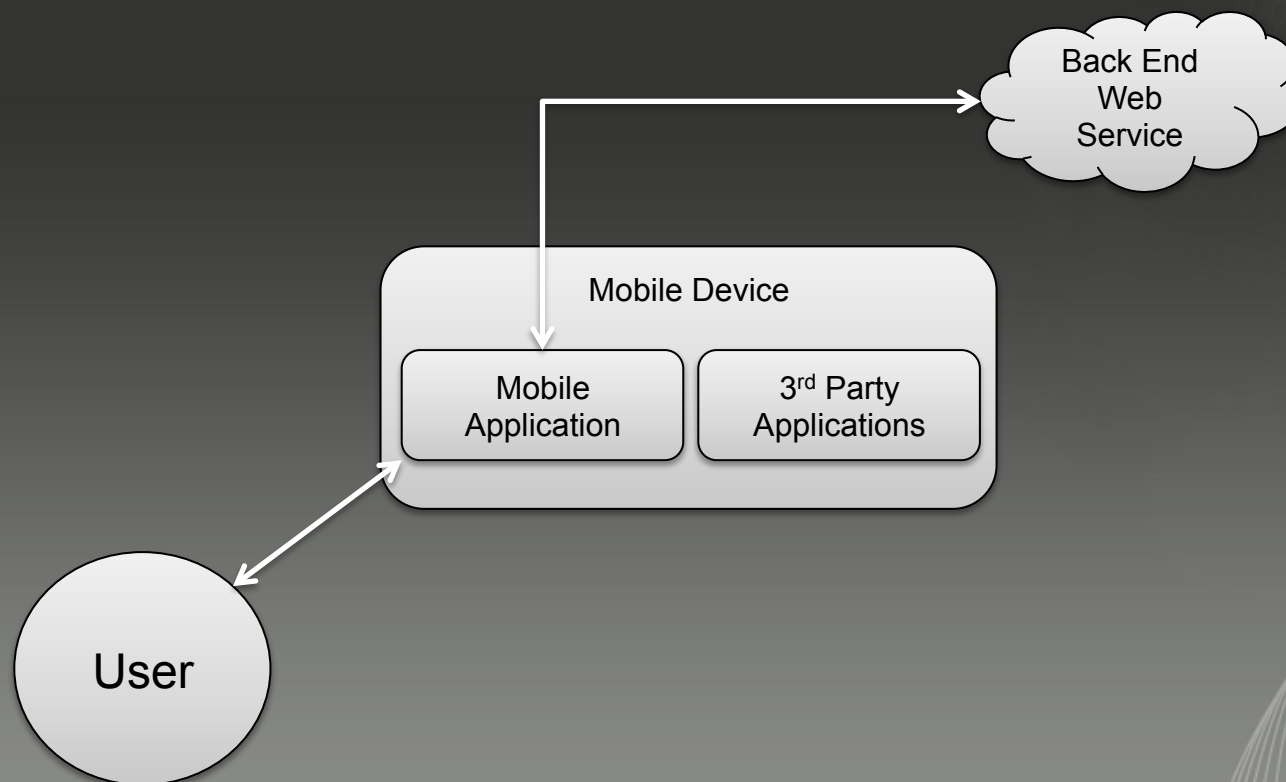 Back End
Web
Service
Mobile Device
Mobile
Application
3rd Party
Applications
User